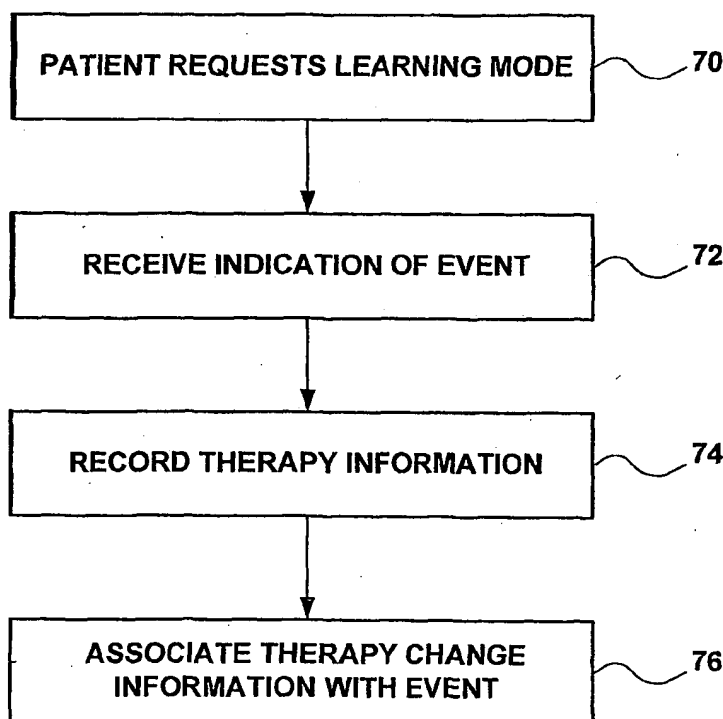 PATIENT REQUESTS LEARNING MODE
70
RECEIVE INDICATION OF EVENT
72
RECORD THERAPY INFORMATION
74
ASSOCIATE THERAPY CHANGE
INFORMATION WITH EVENT
76